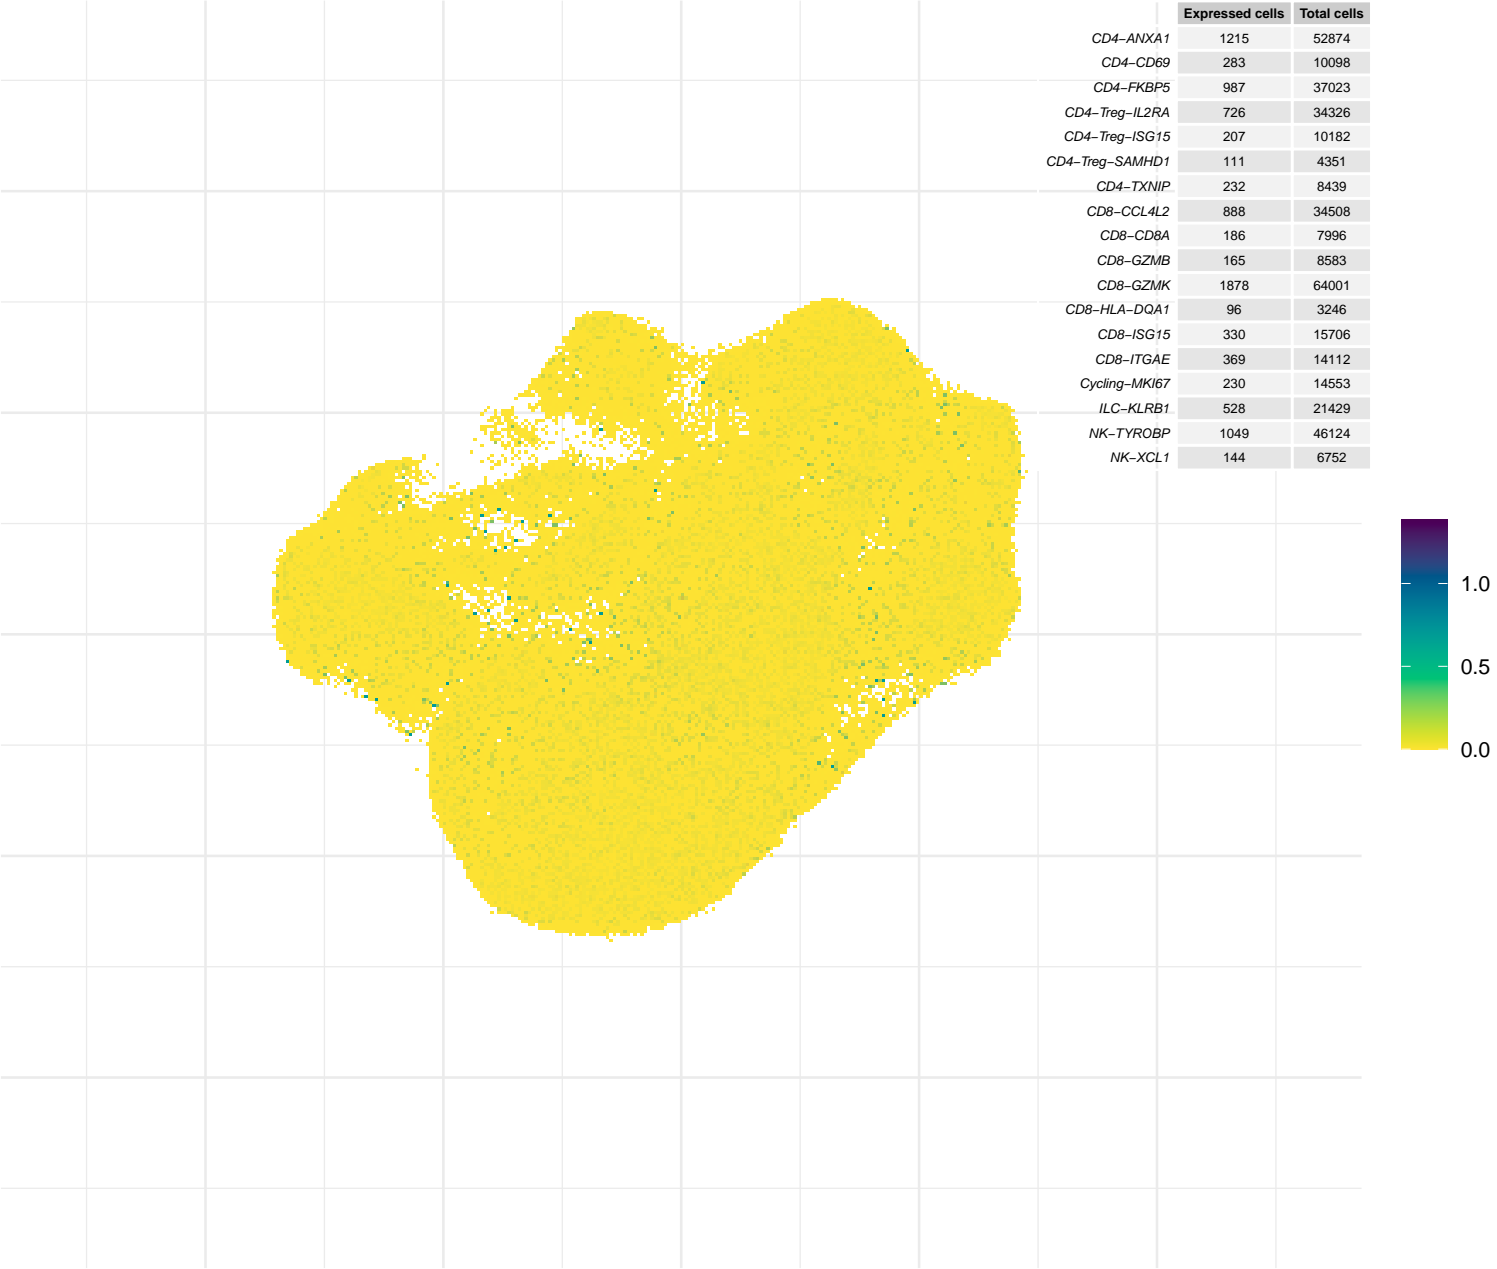 Expressed cells Total cells
CD4−ANXA1 1215 52874
CD4−CD69 283 10098
CD4−FKBP5 987 37023
CD4−Treg−IL2RA 726 34326
CD4−Treg−ISG15 207 10182
CD4−Treg−SAMHD1 111 4351
CD4−TXNIP 232 8439
CD8−CCL4L2 888 34508
CD8−CD8A 186 7996
CD8−GZMB 165 8583
CD8−GZMK 1878 64001
CD8−HLA−DQA1 96 3246
CD8−ISG15 330 15706
CD8−ITGAE 369 14112
Cycling−MKI67 230 14553
ILC−KLRB1 528 21429
NK−TYROBP 1049 46124
NK−XCL1 144 6752
1.0
0.5
0.0